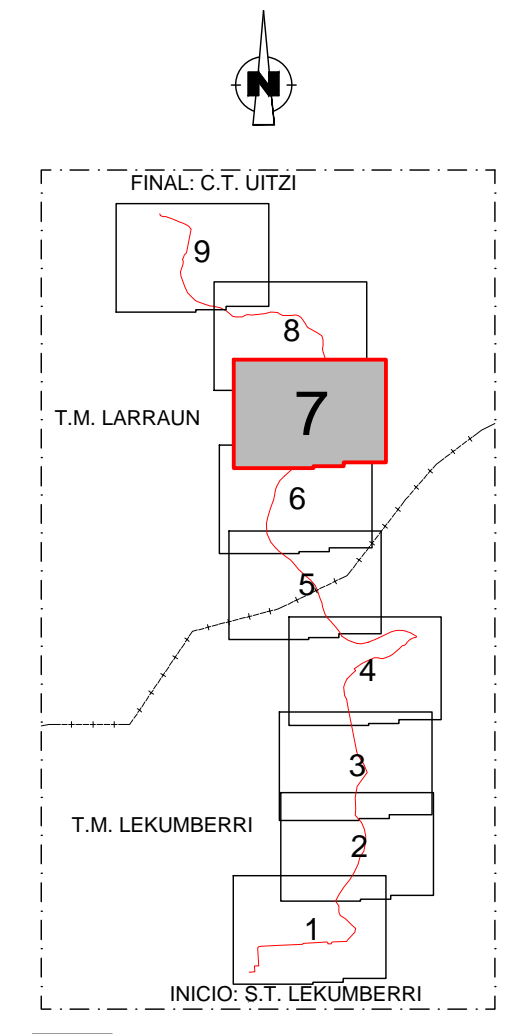 N
FINAL: C.T. UITZI
9
8
T.M. LARRAUN
7
6
5
4
3
T.M. LEKUMBERRI
2
1
INICIO: S.T. LEKUMBERRI